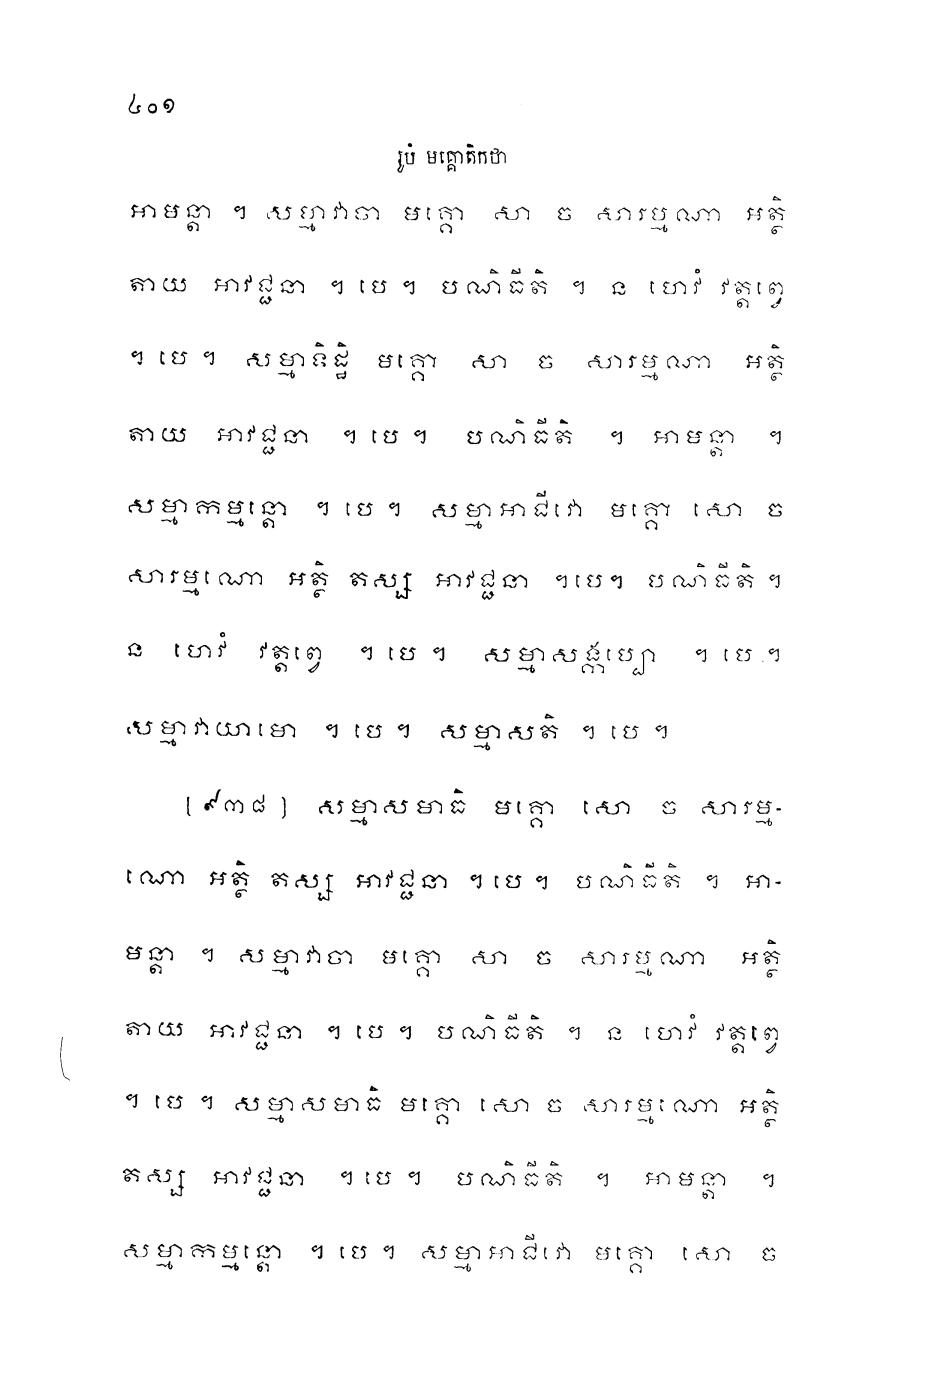 ៤០១
រូបំ មគ្គោតិកថា
អាមន្តា ។ សម្មាវាចា មគ្គោ សា ច សារម្មណា អត្ថិ
តាយ អាវជ្ជនា ។ បេ ។ បណិធីតិ ។ ន ហេវំ វត្តព្វេ
។ បេ ។ សម្មាទិដ្ឋិ មគ្គោ សា ច សារម្មណា អត្ថិ
តាយ អាវជ្ជនា ។ បេ ។ បណិធីតិ ។ អាមន្តា ។
សម្មាកម្មន្តោ ។ បេ ។ សម្មាអាជីវោ មគ្គោ សោ ច
សារម្មណោ អត្ថិ តស្ស អាវជ្ជនា ។ បេ ។ បណិធីតិ ។
ន ហេវំ វត្តព្វេ ។ បេ ។ សម្មាសង្កប្បោ ។ បេ ។
សម្មាវាយាមោ ។ បេ ។ សម្មាសតិ ។ បេ ។
[៩៣៨] សម្មាសមាធិ មគ្គោ សោ ច សារម្ម-
ណោ អត្ថិ តស្ស អាវជ្ជនា ។ បេ ។ បណិធីតិ ។ អា-
មន្តា ។ សម្មាវាចា មគ្គោ សា ច សារម្មណា អត្ថិ
តាយ អាវជ្ជនា ។ បេ ។ បណិធីតិ ។ ន ហេវំ វត្តព្វេ
។ បេ ។ សម្មាសមាធិ មគ្គោ សោ ច សារម្មណោ អត្ថិ
តស្ស អាវជ្ជនា ។ បេ ។ បណិធីតិ ។ អាមន្តា ។
សម្មាកម្មន្តោ ។ បេ ។ សម្មាអាជីវោ មគ្គោ សោ ច